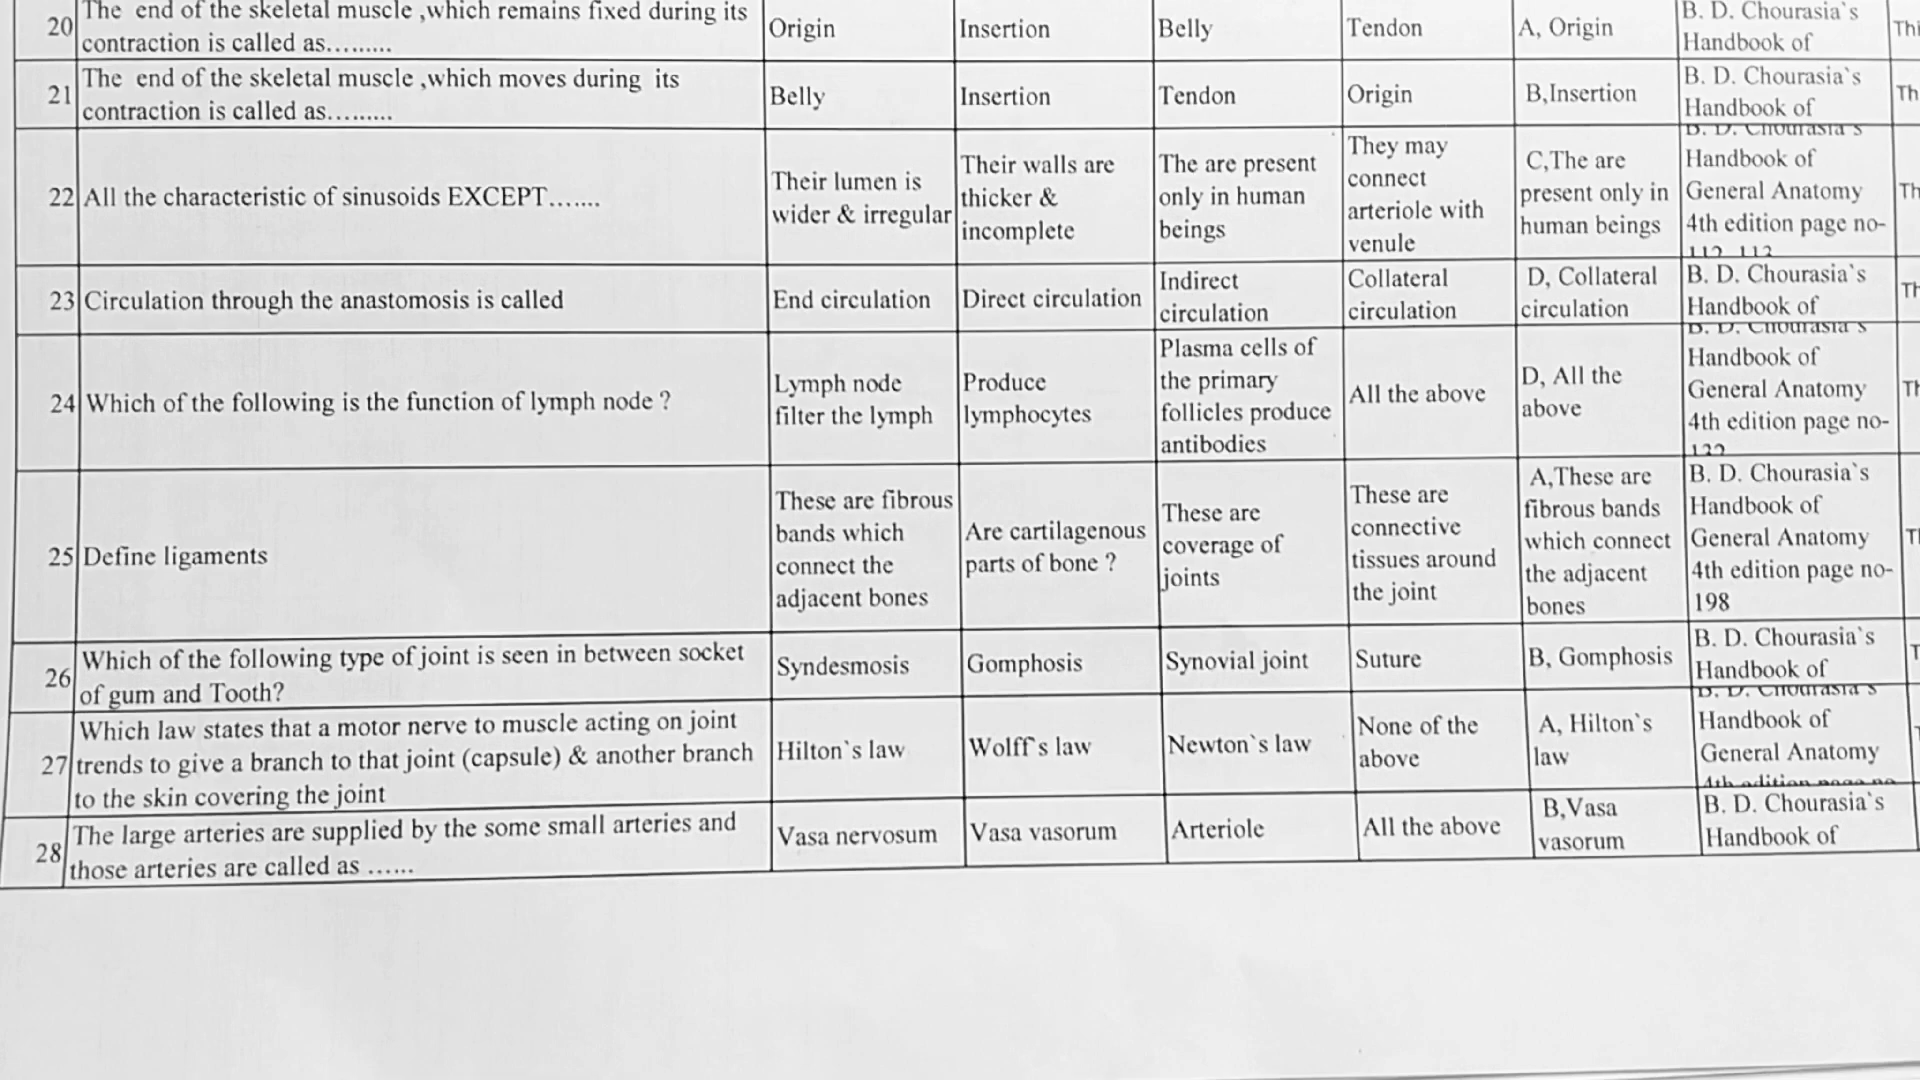 20 The end of the skeletal muscle ,which remains fixed during its
contraction is called as.........
Origin
Insertion
Belly
Tendon
A, Origin
B. D. Chourasia`s
Handbook of
21 The end of the skeletal muscle ,which moves during its
contraction is called as.........
Belly
Insertion
Tendon
Origin
B,Insertion
B. D. Chourasia`s
Handbook of
22 All the characteristic of sinusoids EXCEPT.......
Their lumen is
wider & irregular
Their walls are
thicker &
incomplete
The are present
only in human
beings
They may
connect
arteriole with
venule
C,The are
present only in
human beings
B. D. Chourasia`s
Handbook of
General Anatomy
4th edition page no-
112, 113
23 Circulation through the anastomosis is called
End circulation
Direct circulation
Indirect
circulation
Collateral
circulation
D, Collateral
circulation
B. D. Chourasia`s
Handbook of
24 Which of the following is the function of lymph node ?
Lymph node
filter the lymph
Produce
lymphocytes
Plasma cells of
the primary
follicles produce
antibodies
All the above
D, All the
above
B. D. Chourasia`s
Handbook of
General Anatomy
4th edition page no-
25 Define ligaments
These are fibrous
bands which
connect the
adjacent bones
Are cartilagenous
parts of bone ?
These are
coverage of
joints
These are
connective
tissues around
the joint
A,These are
fibrous bands
which connect
the adjacent
bones
B. D. Chourasia`s
Handbook of
General Anatomy
4th edition page no-
198
26 Which of the following type of joint is seen in between socket
of gum and Tooth?
Syndesmosis
Gomphosis
Synovial joint
Suture
B, Gomphosis
B. D. Chourasia`s
Handbook of
27 Which law states that a motor nerve to muscle acting on joint
trends to give a branch to that joint (capsule) & another branch
to the skin covering the joint
Hilton`s law
Wolff`s law
Newton`s law
None of the
above
A, Hilton`s
law
B. D. Chourasia`s
Handbook of
General Anatomy
4th edition page no
28 The large arteries are supplied by the some small arteries and
those arteries are called as ......
Vasa nervosum
Vasa vasorum
Arteriole
All the above
B,Vasa
vasorum
B. D. Chourasia`s
Handbook of